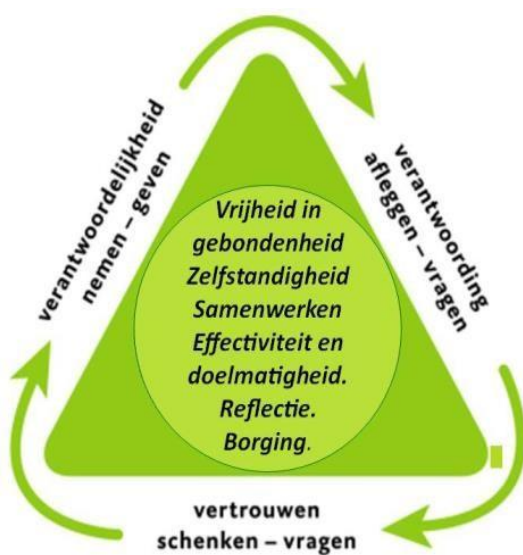 verantwoordelijkheid
nemen – geven
verantwoording
afleggen – vragen
Vrijheid in
gebondenheid
Zelfstandigheid
Samenwerken
Effectiviteit en
doelmatigheid.
Reflectie.
Borging.
vertrouwen
schenken – vragen